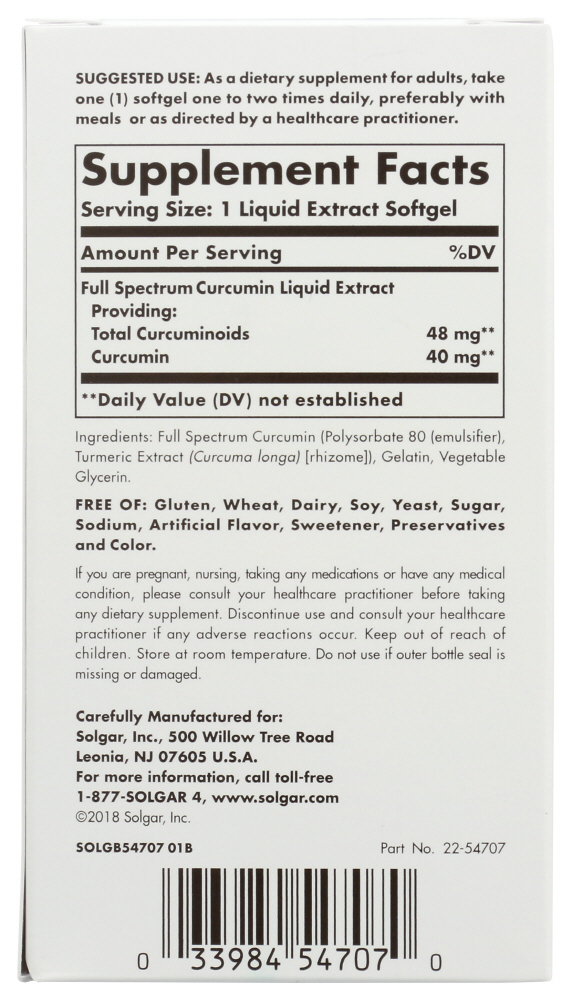 SUGGESTED USE: As a dietary supplement for adults, take
one (1) softgel one to two times daily, preferably with
meals or as directed by a healthcare practitioner.
Supplement Facts
Serving Size: 1 Liquid Extract Softgel
Amount Per Serving %DV
Full Spectrum Curcumin Liquid Extract
Providing:
Total Curcuminoids 48 mg**
Curcumin 40 mg**
**Daily Value (DV) not established
Ingredients: Full Spectrum Curcumin (Polysorbate 80 (emulsifier),
Turmeric Extract (Curcuma longa) [rhizome]), Gelatin, Vegetable
Glycerin.
FREE OF: Gluten, Wheat, Dairy, Soy, Yeast, Sugar,
Sodium, Artificial Flavor, Sweetener, Preservatives
and Color.
If you are pregnant, nursing, taking any medications or have any medical
condition, please consult your healthcare practitioner before taking
any dietary supplement. Discontinue use and consult your healthcare
practitioner if any adverse reactions occur. Keep out of reach of
children. Store at room temperature. Do not use if outer bottle seal is
missing or damaged.
Carefully Manufactured for:
Solgar, Inc., 500 Willow Tree Road
Leonia, NJ 07605 U.S.A.
For more information, call toll-free
1-877-SOLGAR 4, www.solgar.com
©2018 Solgar, Inc.
SOLGB54707 01B Part No. 22-54707
0 33984 54707 0